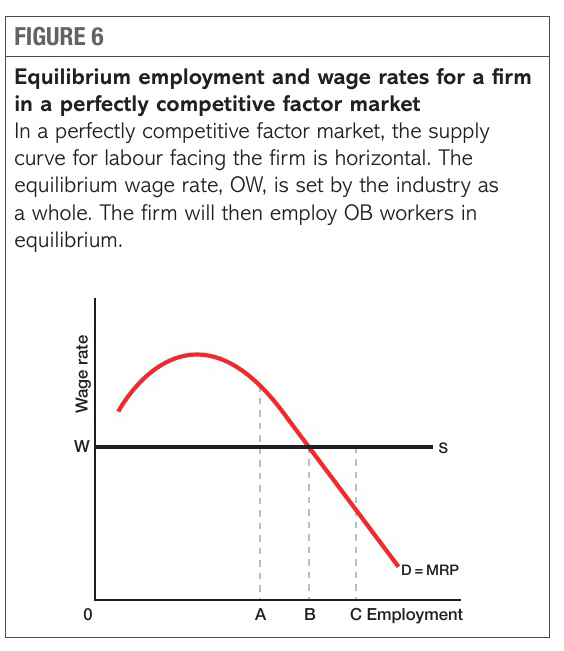 FIGURE 6
Equilibrium employment and wage rates for a firm
in a perfectly competitive factor market
In a perfectly competitive factor market, the supply
curve for labour facing the firm is horizontal. The
equilibrium wage rate, OW, is set by the industry as
a whole. The firm will then employ OB workers in
equilibrium.
Wage rate
W
S
D = MRP
0
A
B
C Employment